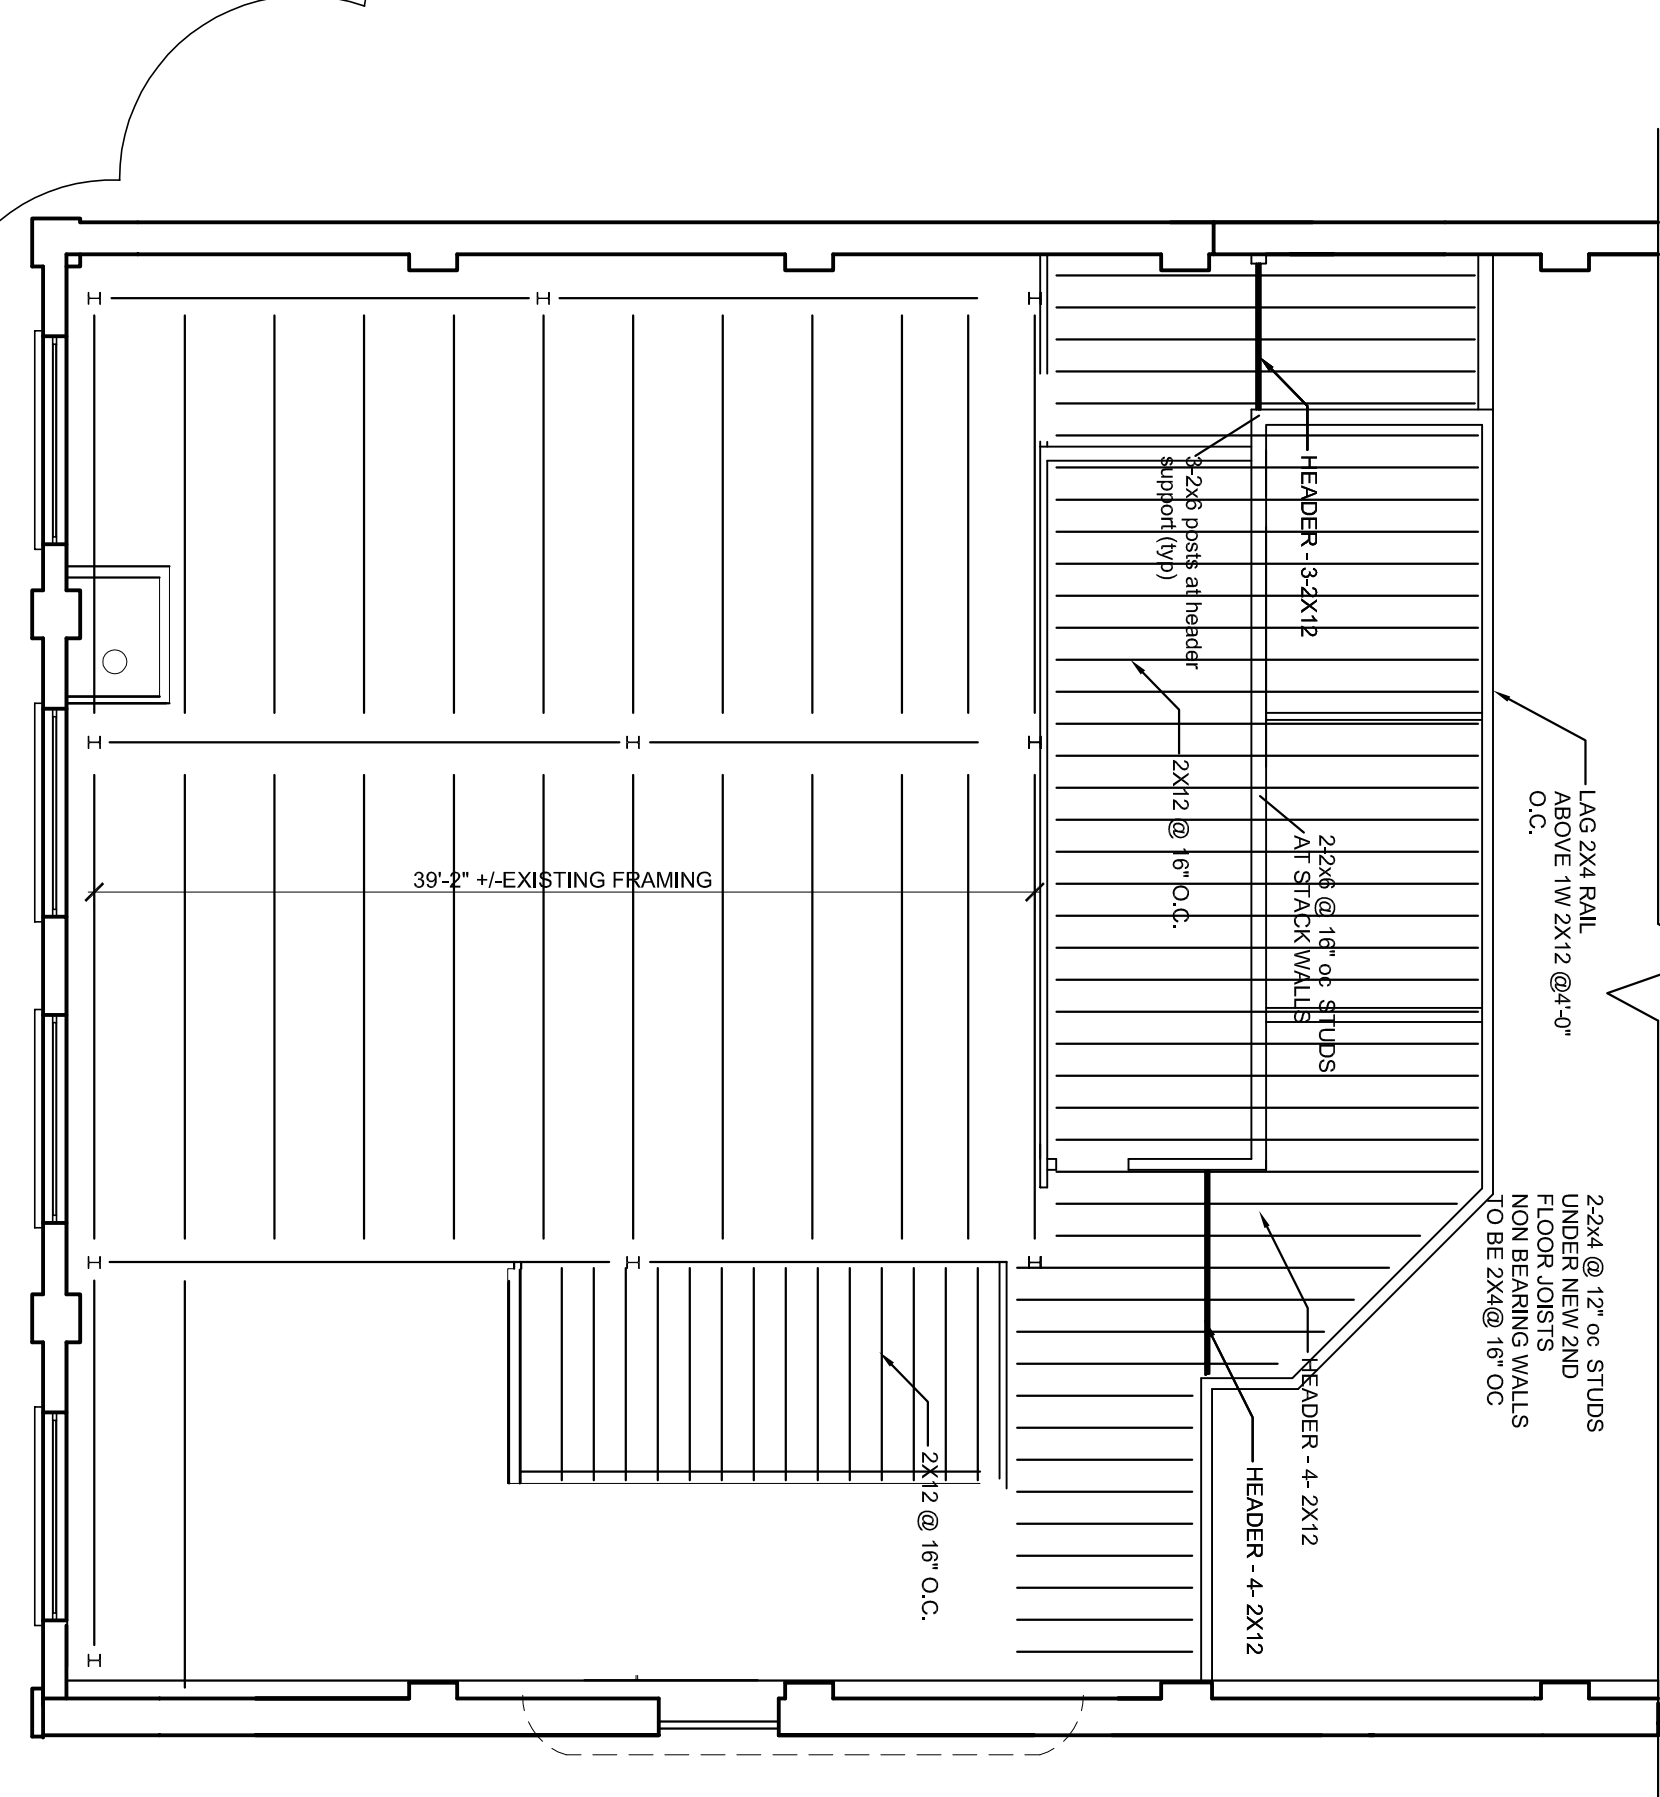 HEADER - 3-2X12
3-2x6 posts at header
support (typ)
LAG 2X4 RAIL
ABOVE 1W 2X12 @4'-0"
O.C.
2X12 @ 16" O.C.
2-2x6 @ 16" oc STUDS
AT STACK WALLS
39'-2" +/-EXISTING FRAMING
2-2x4 @ 12" oc STUDS
UNDER NEW 2ND
FLOOR JOISTS
NON BEARING WALLS
TO BE 2X4@ 16" OC
HEADER - 4- 2X12
HEADER - 4- 2X12
2X12 @ 16" O.C.